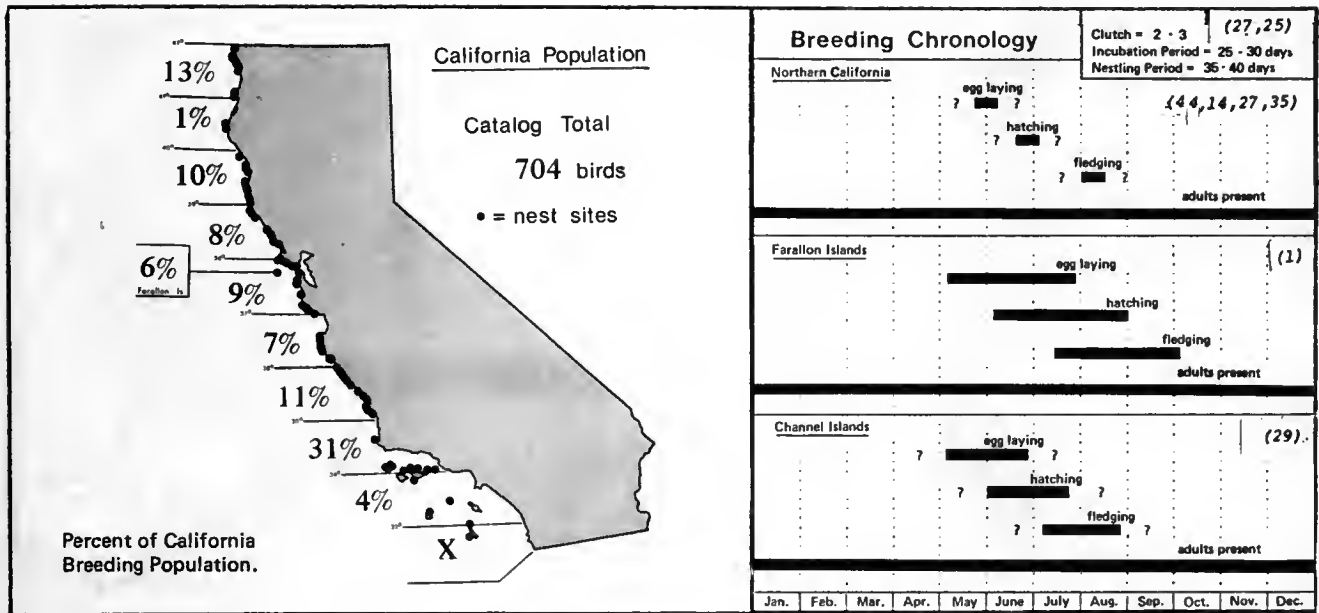 California Population
Catalog Total
704 birds
• = nest sites
13%
1%
10%
8%
6%
Farallon Is
9%
7%
11%
31%
4%
X
Percent of California
Breeding Population.
Breeding Chronology
Clutch = 2 - 3 (27,25)
Incubation Period = 25 - 30 days
Nestling Period = 35 - 40 days
Northern California
(44,14,27,35)
egg laying
? ?
hatching
? ?
fledging
? ?
adults present
Farallon Islands
(1)
egg laying
hatching
fledging
adults present
Channel Islands
(29)
egg laying
? ?
hatching
? ?
fledging
? ?
adults present
Jan. Feb. Mar. Apr. May June July Aug. Sep. Oct. Nov. Dec.